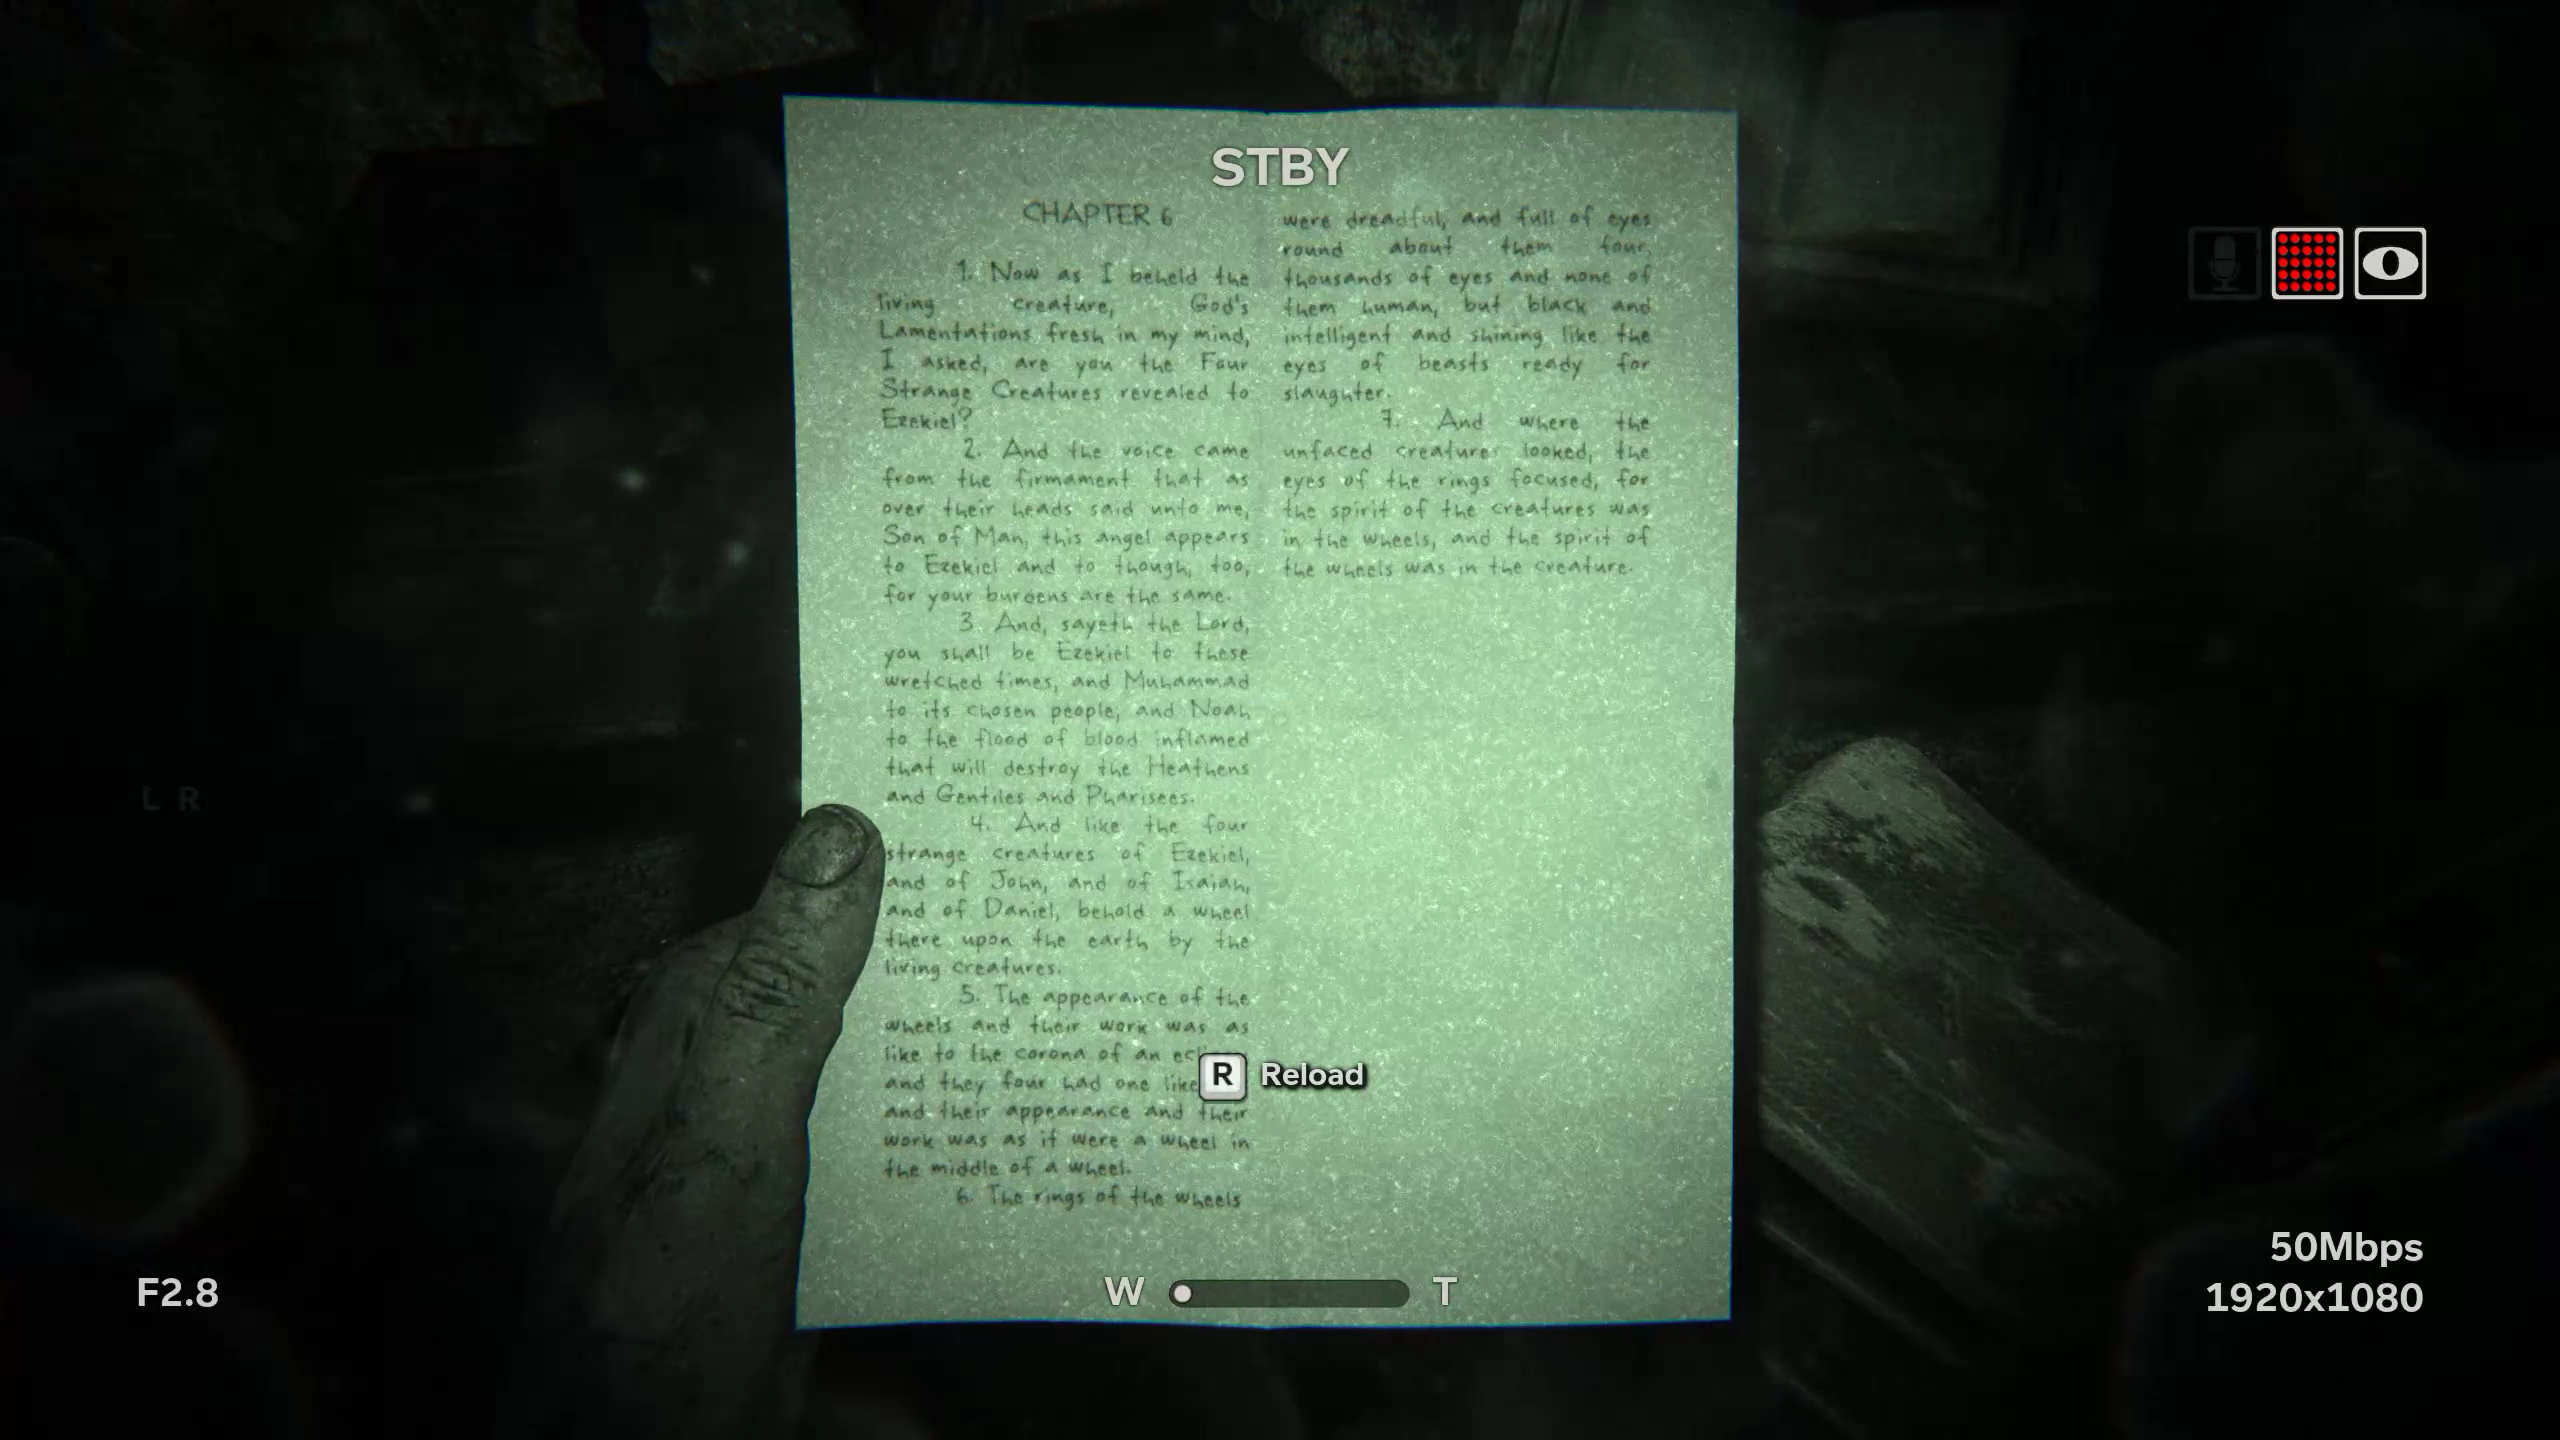 STBY
CHAPTER 6
1. Now as I beheld the
living creature, God's
Lamentations fresh in my mind,
I asked, are you the Four
Strange Creatures revealed to
Ezekiel?
2. And the voice came
from the firmament that as
over their heads said unto me,
Son of Man, this angel appears
to Ezekiel and to though, too,
for your burdens are the same.
3. And, sayeth the Lord,
you shall be Ezekiel to these
wretched times, and Muhammad
to its chosen people, and Noah
to the flood of blood inflamed
that will destroy the Heathens
and Gentiles and Pharisees.
4. And like the four
strange creatures of Ezekiel,
and of John, and of Isaiah,
and of Daniel, behold a wheel
there upon the earth by the
living creatures.
5. The appearance of the
wheels and their work was as
like to the corona of an
and they four had one
and their appearance and their
work was as it were a wheel in
the middle of a wheel.
6. The rings of the wheels
were dreadful, and full of eyes
round about them four,
thousands of eyes and none of
them human, but black and
intelligent and shining like the
eyes of beasts ready for
slaughter.
7. And where the
unfaced creature looked, the
eyes of the rings focused, for
the spirit of the creatures was
in the wheels, and the spirit of
the wheels was in the creature.
R Reload
L R
F2.8
W T
50Mbps
1920x1080